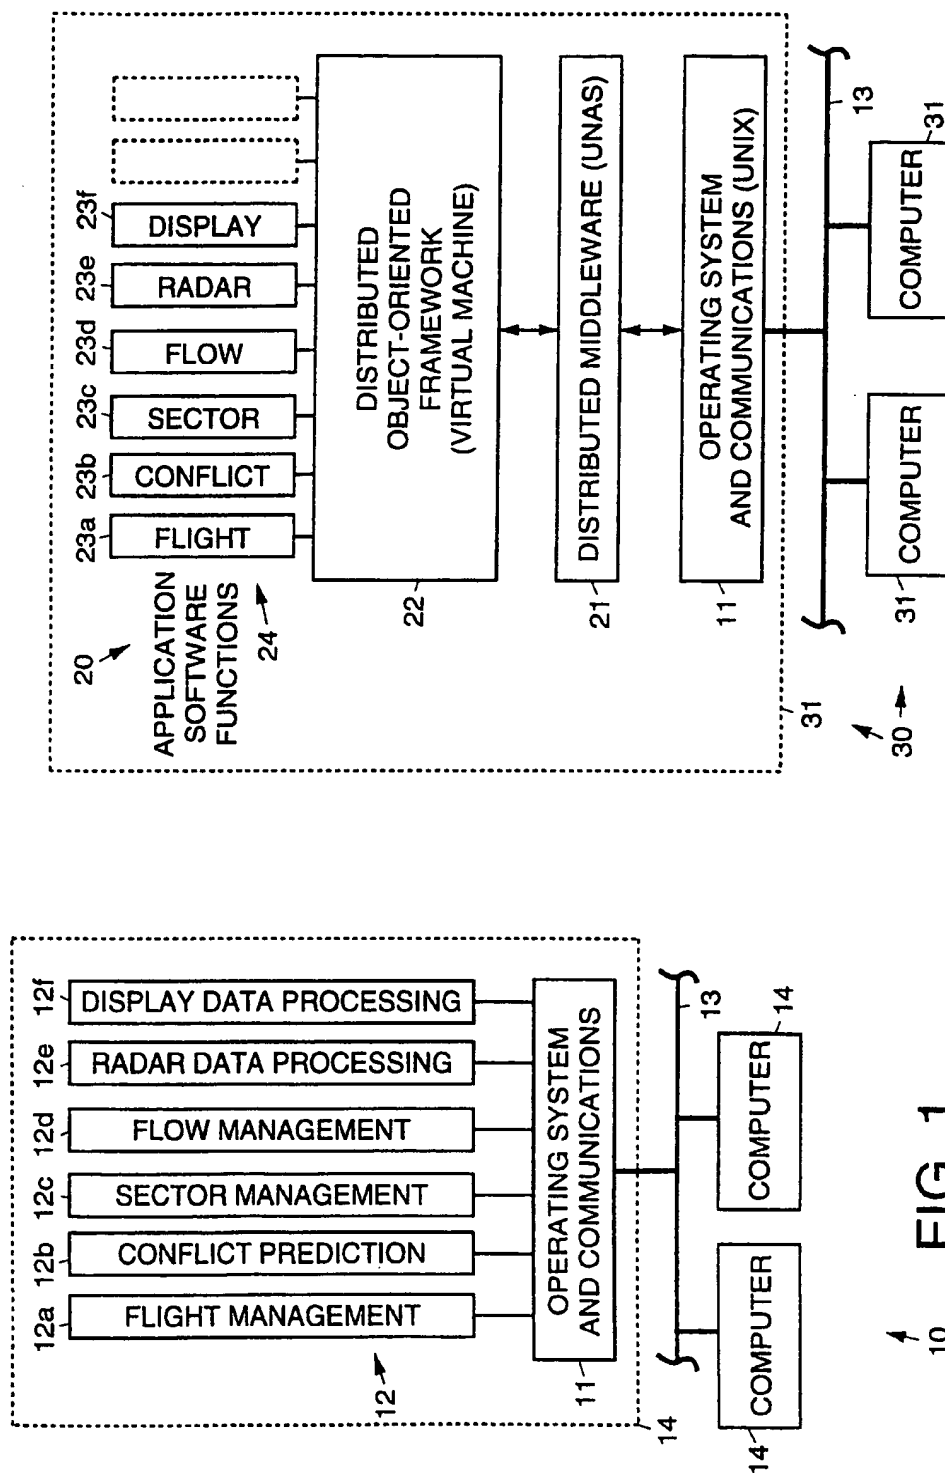 12a
FLIGHT MANAGEMENT
12b
CONFLICT PREDICTION
12c
SECTOR MANAGEMENT
12d
FLOW MANAGEMENT
12e
RADAR DATA PROCESSING
12f
DISPLAY DATA PROCESSING
12
11
OPERATING SYSTEM
AND COMMUNICATIONS
14
13
14
COMPUTER
COMPUTER
14
10
FIG. 1
20
APPLICATION
SOFTWARE
FUNCTIONS
24
23a
FLIGHT
23b
CONFLICT
23c
SECTOR
23d
FLOW
23e
RADAR
23f
DISPLAY
22
DISTRIBUTED
OBJECT-ORIENTED
FRAMEWORK
(VIRTUAL MACHINE)
21
DISTRIBUTED MIDDLEWARE (UNAS)
11
OPERATING SYSTEM
AND COMMUNICATIONS (UNIX)
31
13
30
31
COMPUTER
COMPUTER
31